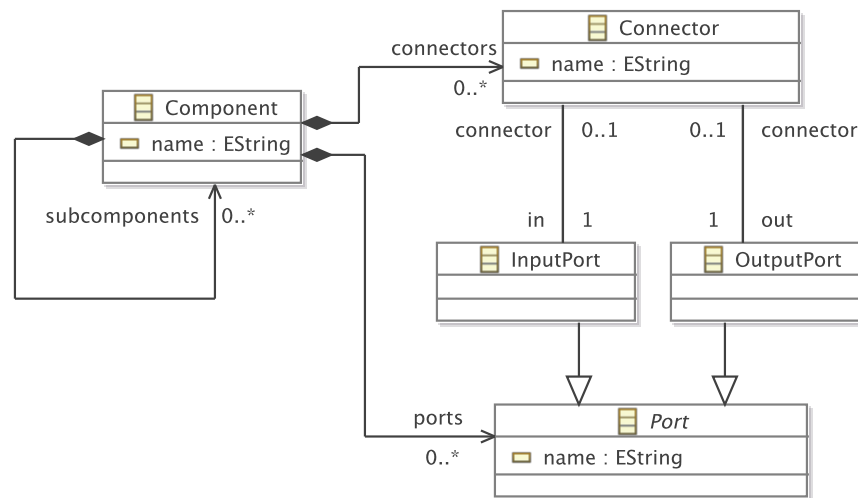 Connector
name : EString
connectors
0..*
Component
name : EString
subcomponents
0..*
connector
0..1
0..1
connector
in
1
1
out
InputPort
OutputPort
ports
0..*
Port
name : EString